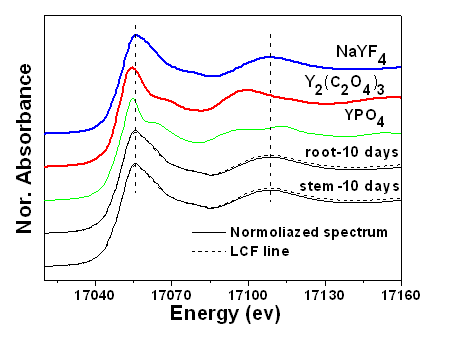 NaYF4
Y2(C2O4)3
YPO4
root-10 days
stem-10 days
Normoliazed spectrum
LCF line
Nor. Absorbance
17040 17070 17100 17130 17160
Energy (ev)